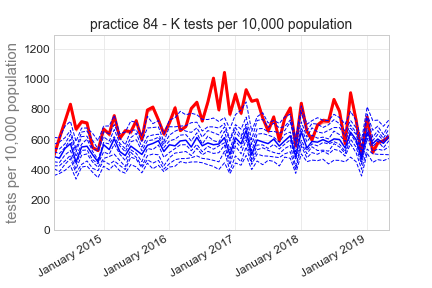 practice 84 - K tests per 10,000 population
tests per 10,000 population
1200
1000
800
600
400
200
0
January 2015
January 2016
January 2017
January 2018
January 2019